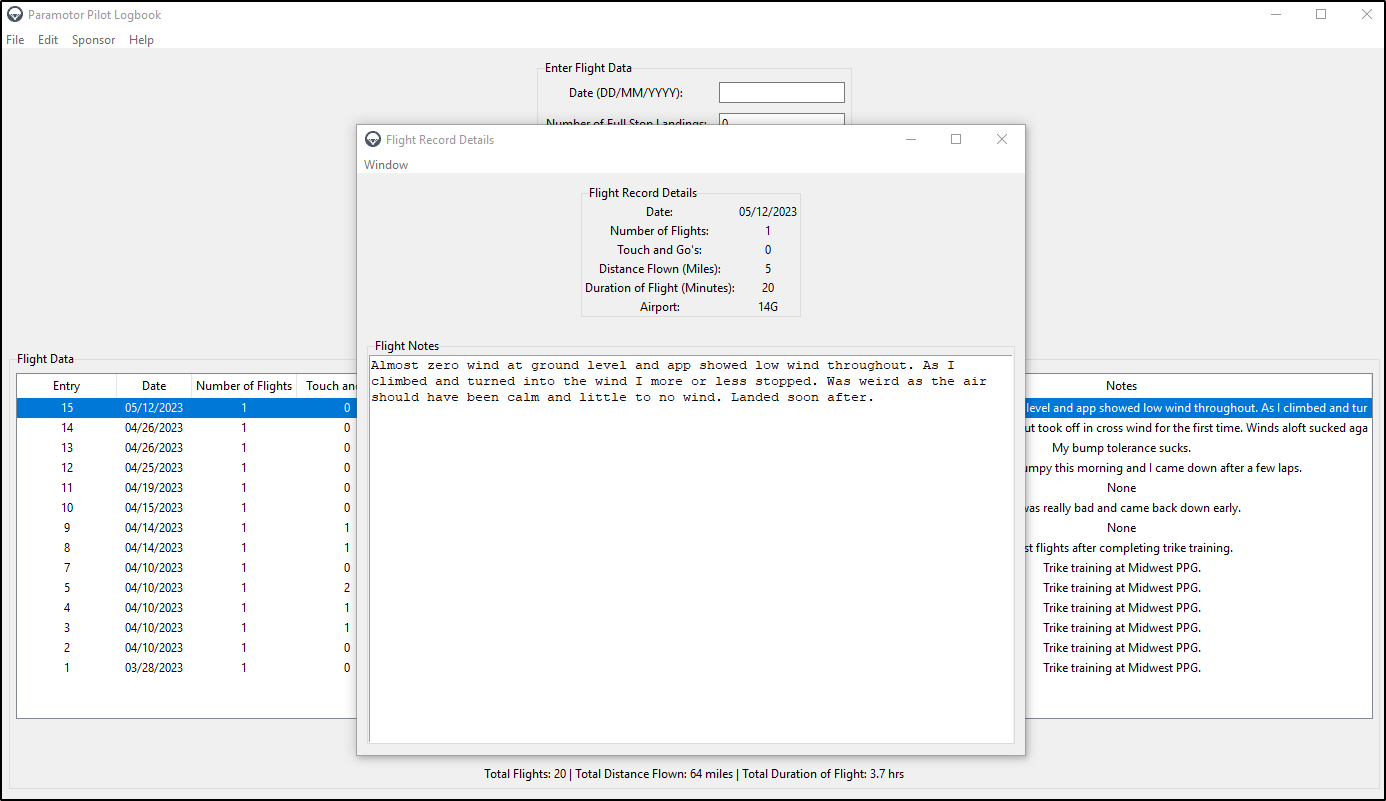 Paramotor Pilot Logbook
File Edit Sponsor Help
Enter Flight Data
Date (DD/MM/YYYY):
Number of Full Stop Landings: 0
Flight Record Details
Window
Flight Record Details
Date: 05/12/2023
Number of Flights: 1
Touch and Go's: 0
Distance Flown (Miles): 5
Duration of Flight (Minutes): 20
Airport: 14G
Flight Notes
Almost zero wind at ground level and app showed low wind throughout. As I
climbed and turned into the wind I more or less stopped. Was weird as the air
should have been calm and little to no wind. Landed soon after.
Flight Data
Entry Date Number of Flights Touch an Notes
15 05/12/2023 1 0 level and app showed low wind throughout. As I climbed and tur
14 04/26/2023 1 0 ut took off in cross wind for the first time. Winds aloft sucked aga
13 04/26/2023 1 0 My bump tolerance sucks.
12 04/25/2023 1 0 umpy this morning and I came down after a few laps.
11 04/19/2023 1 0 None
10 04/15/2023 1 0 was really bad and came back down early.
9 04/14/2023 1 1 None
8 04/14/2023 1 1 st flights after completing trike training.
7 04/10/2023 1 0 Trike training at Midwest PPG.
5 04/10/2023 1 2 Trike training at Midwest PPG.
4 04/10/2023 1 1 Trike training at Midwest PPG.
3 04/10/2023 1 1 Trike training at Midwest PPG.
2 04/10/2023 1 0 Trike training at Midwest PPG.
1 03/28/2023 1 0 Trike training at Midwest PPG.
Total Flights: 20 | Total Distance Flown: 64 miles | Total Duration of Flight: 3.7 hrs